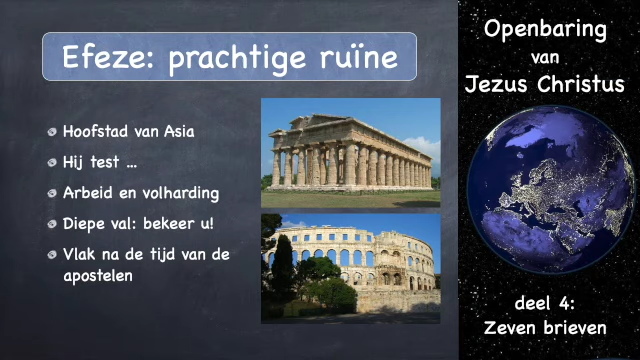 Efeze: prachtige ruïne
Hoofstad van Asia
Hij test ...
Arbeid en volharding
Diepe val: bekeer u!
Vlak na de tijd van de
apostelen
Openbaring
van
Jezus Christus
deel 4:
Zeven brieven